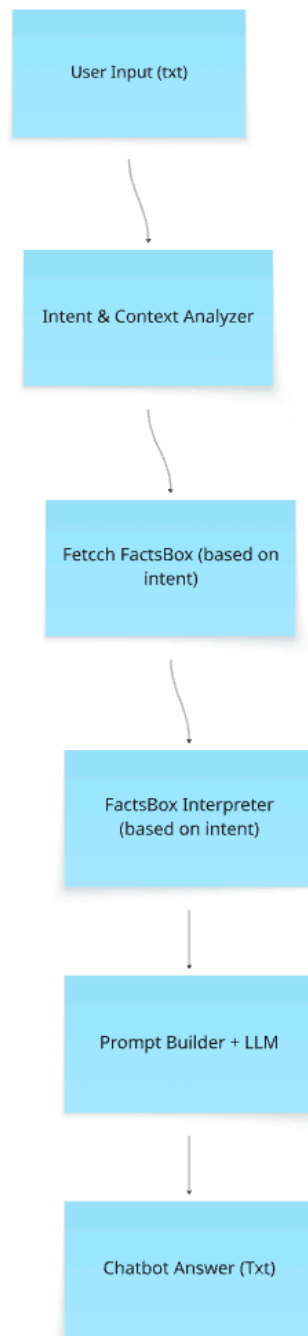 User Input (txt)
Intent & Context Analyzer
Fetcch FactsBox (based on
intent)
FactsBox Interpreter
(based on intent)
Prompt Builder + LLM
Chatbot Answer (Txt)